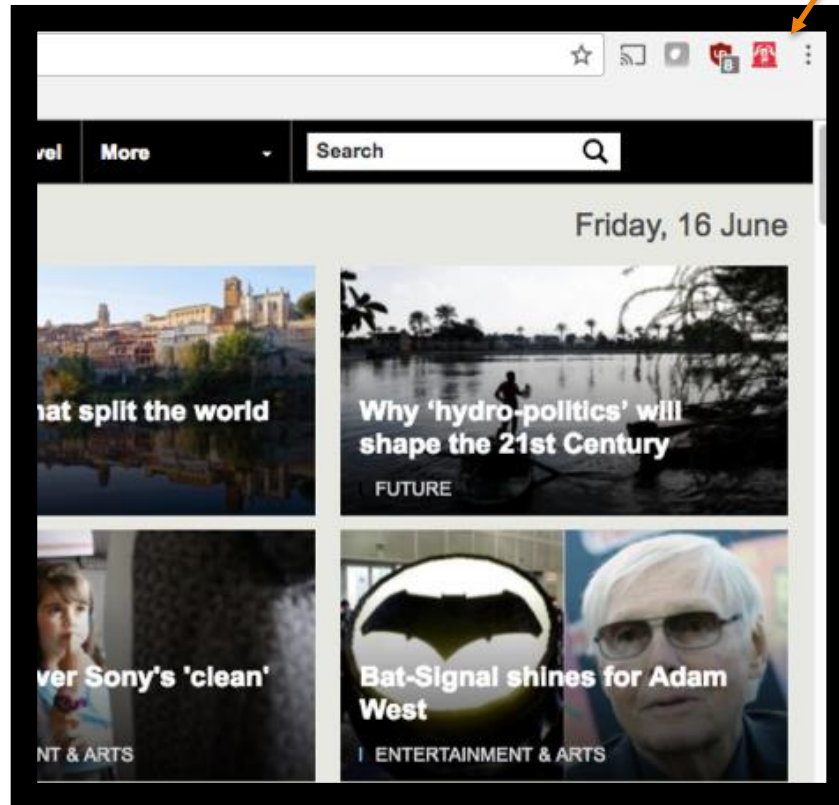 8
vel More Search
Friday, 16 June
hat split the world
Why ‘hydro-politics’ will
shape the 21st Century
FUTURE
ver Sony's 'clean'
NT & ARTS
Bat-Signal shines for Adam
West
ENTERTAINMENT & ARTS